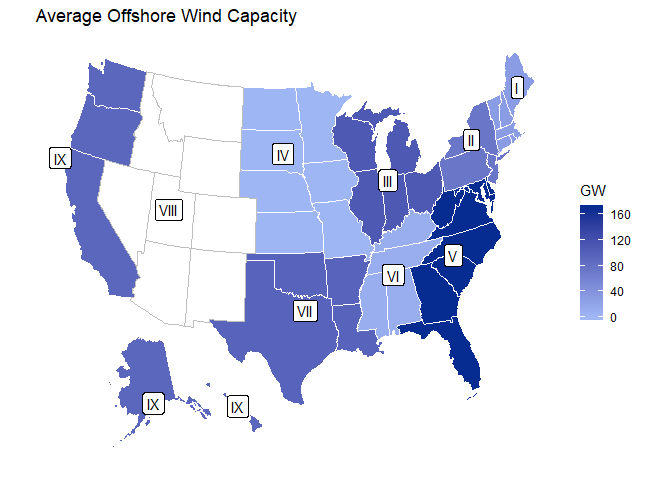 Average Offshore Wind Capacity
I
II
IX
IV
III
VIII
V
VI
VII
IX
IX
GW
160
120
80
40
0